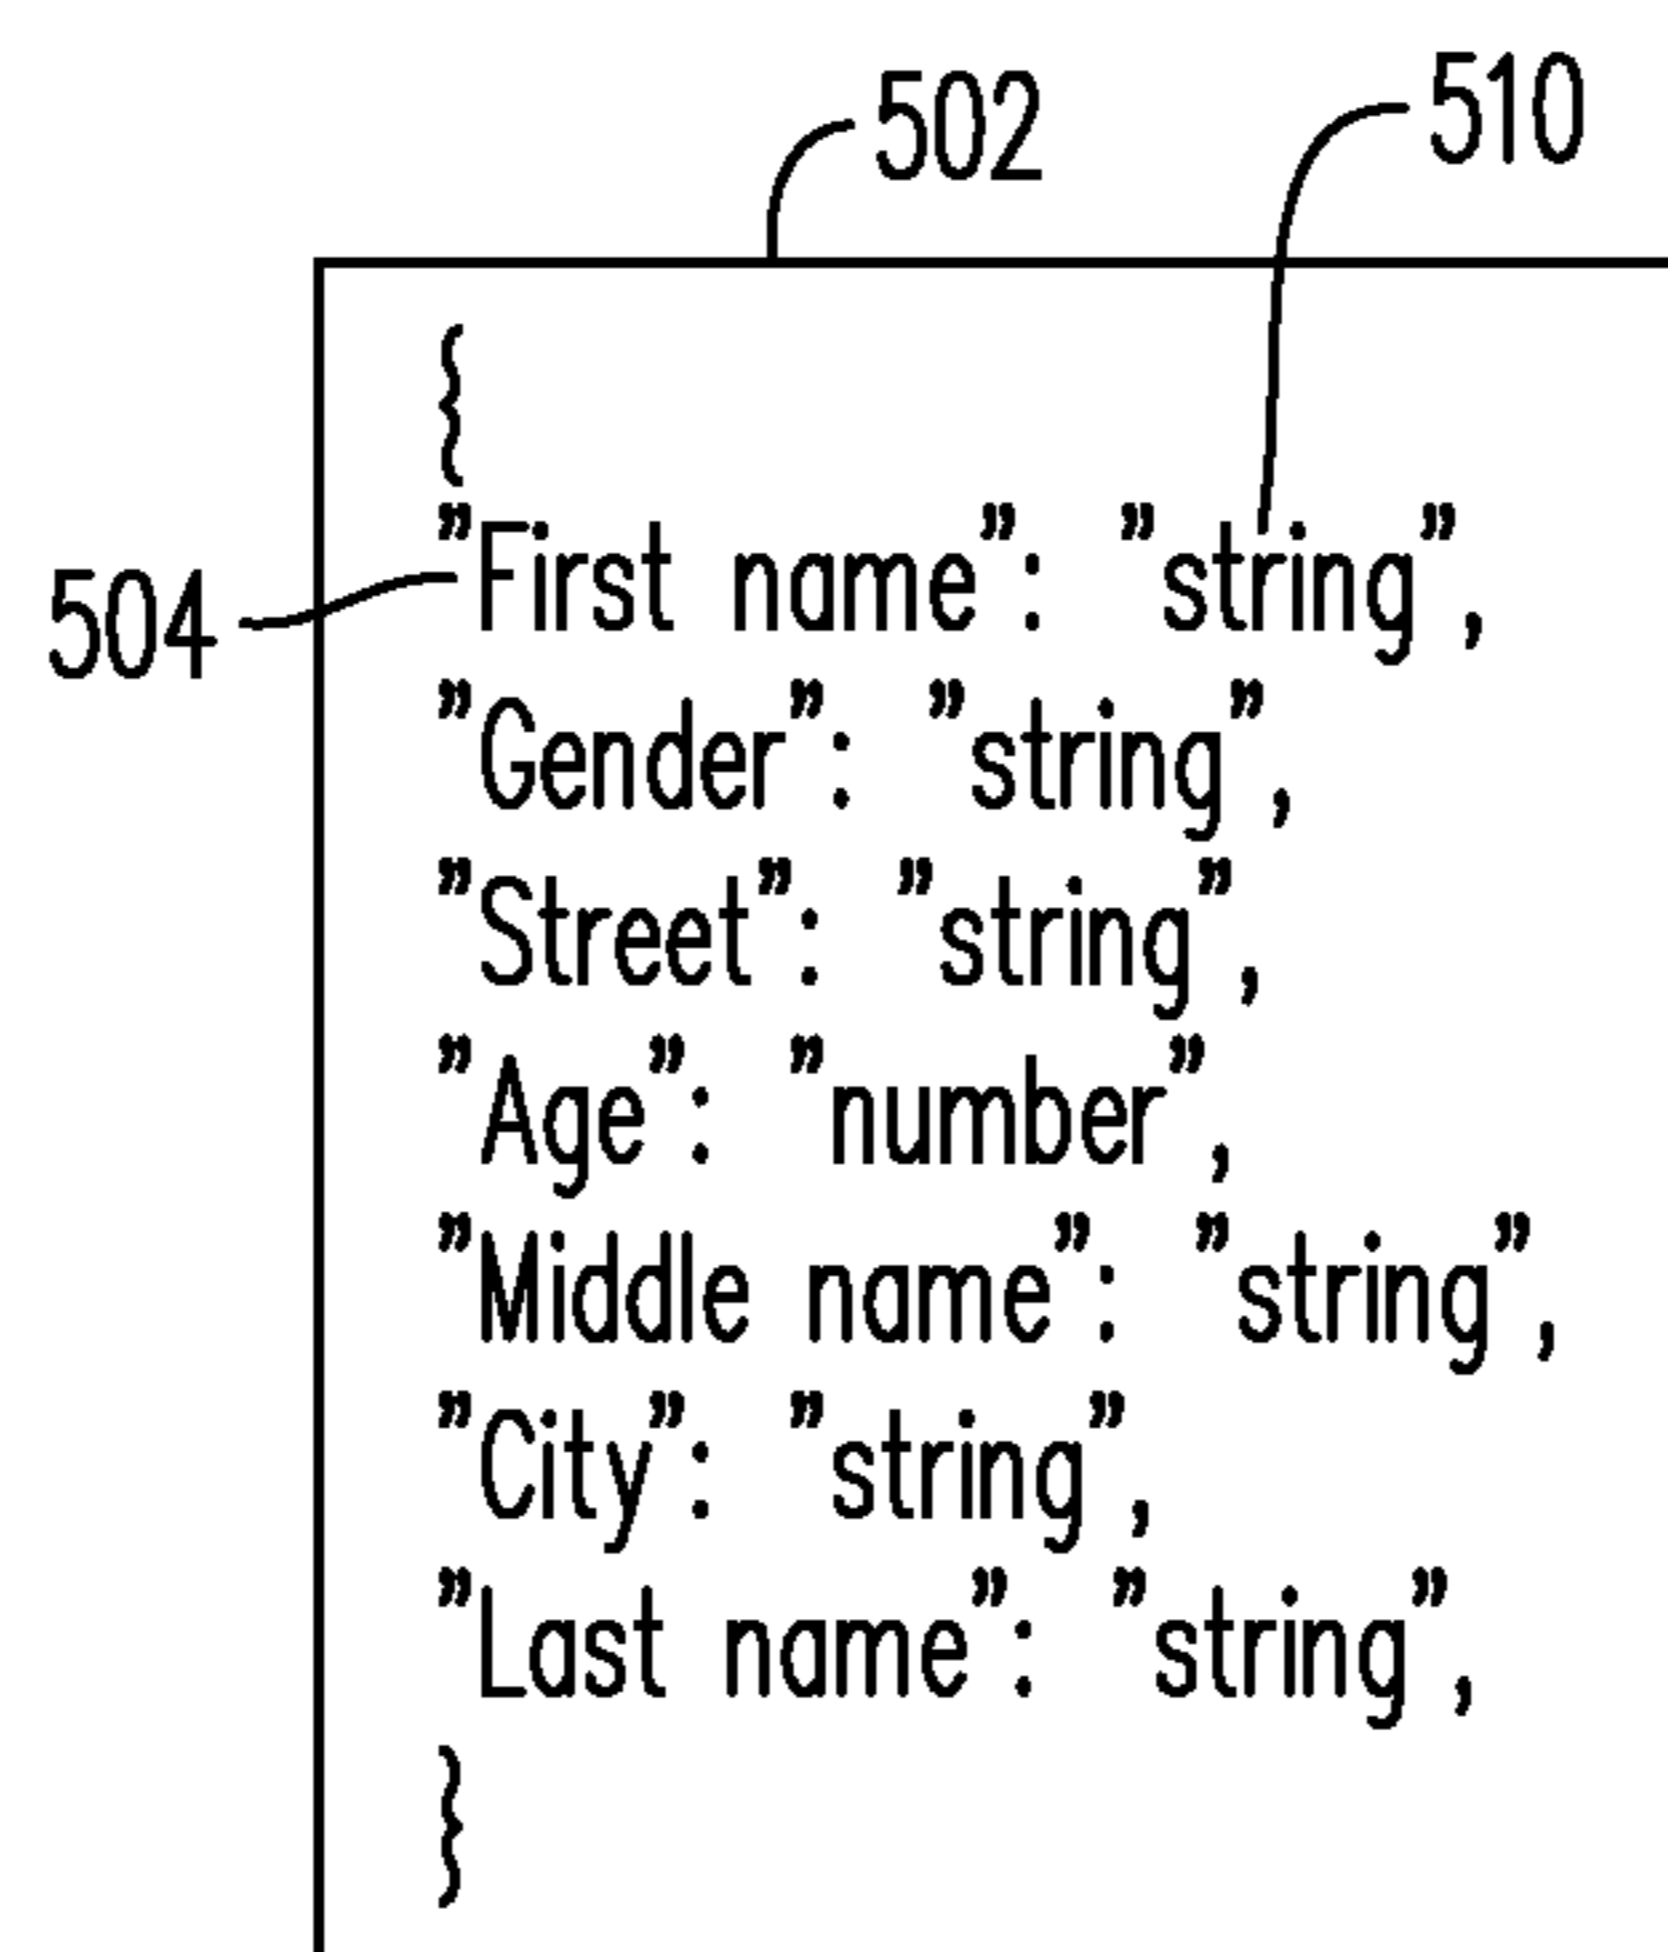 502
510
{
504
”First name”: ”string”,
”Gender”: ”string”,
”Street”: ”string”,
”Age”: ”number”,
”Middle name”: ”string”,
”City”: ”string”,
”Last name”: ”string”,
}